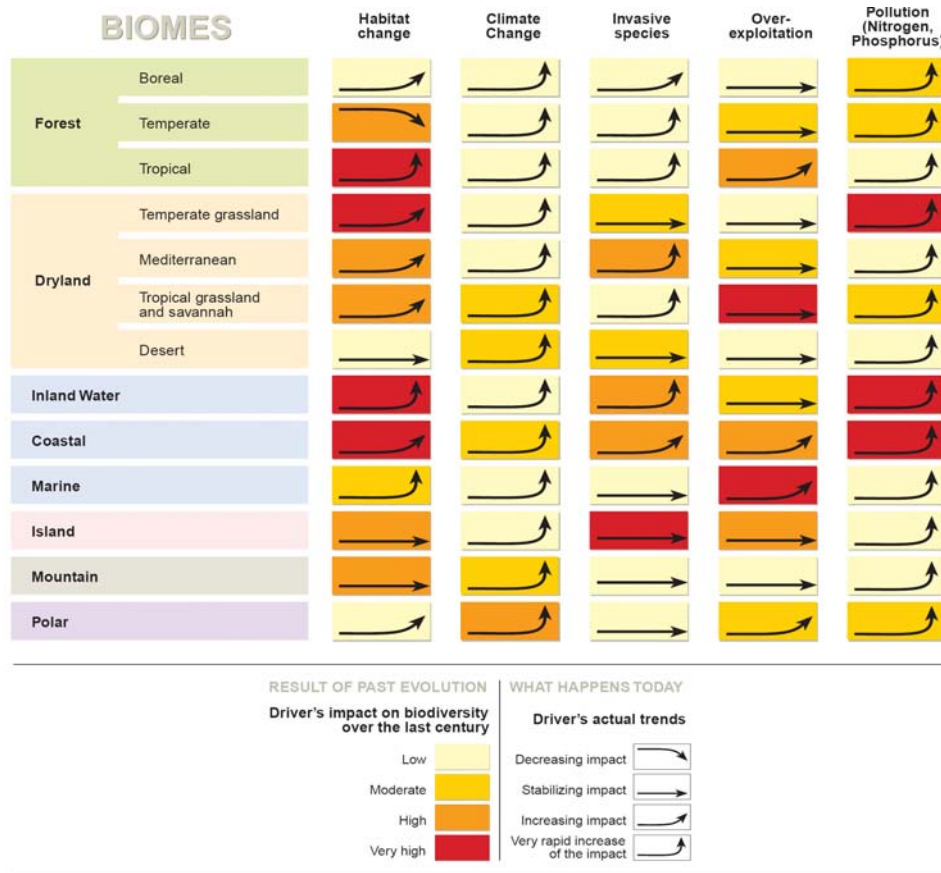 BIOMES
Habitat
change
Climate
Change
Invasive
species
Over-
exploitation
Pollution
(Nitrogen,
Phosphorus)
Forest
Boreal
Temperate
Tropical
Dryland
Temperate grassland
Mediterranean
Tropical grassland
and savannah
Desert
Inland Water
Coastal
Marine
Island
Mountain
Polar
RESULT OF PAST EVOLUTION
Driver's impact on biodiversity
over the last century
Low
Moderate
High
Very high
WHAT HAPPENS TODAY
Driver's actual trends
Decreasing impact
Stabilizing impact
Increasing impact
Very rapid increase
of the impact